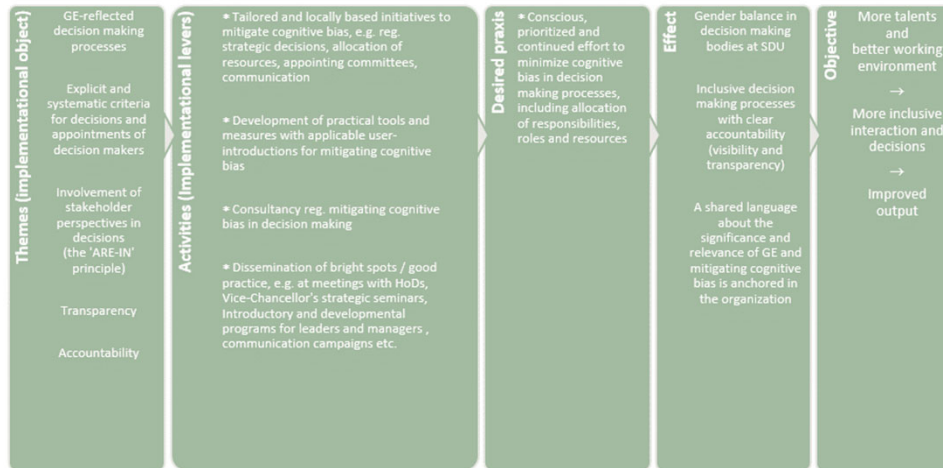 Themes (implementational object)
GE-reflected
decision making
processes
Explicit and
systematic criteria
for decisions and
appointments of
decision makers
Involvement of
stakeholder
perspectives in
decisions
(the 'ARE-IN'
principle)
Transparency
Accountability
Activities (Implementational levers)
* Tailored and locally based initiatives to
mitigate cognitive bias, e.g. reg.
strategic decisions, allocation of
resources, appointing committees,
communication
* Development of practical tools and
measures with applicable user-
introductions for mitigating cognitive
bias
* Consultancy reg. mitigating cognitive
bias in decision making
* Dissemination of bright spots / good
practice, e.g. at meetings with HoDs,
Vice-Chancellor's strategic seminars,
Introductory and developmental
programs for leaders and managers ,
communication campaigns etc.
Desired praxis
* Conscious,
prioritized and
continued effort to
minimize cognitive
bias in decision
making processes,
including allocation
of responsibilities,
roles and resources
Effect
Gender balance in
decision making
bodies at SDU
Inclusive decision
making processes
with clear
accountability
(visibility and
transparency)
A shared language
about the
significance and
relevance of GE and
mitigating cognitive
bias is anchored in
the organization
Objective
More talents
and
better working
environment
→
More inclusive
interaction and
decisions
→
Improved
output